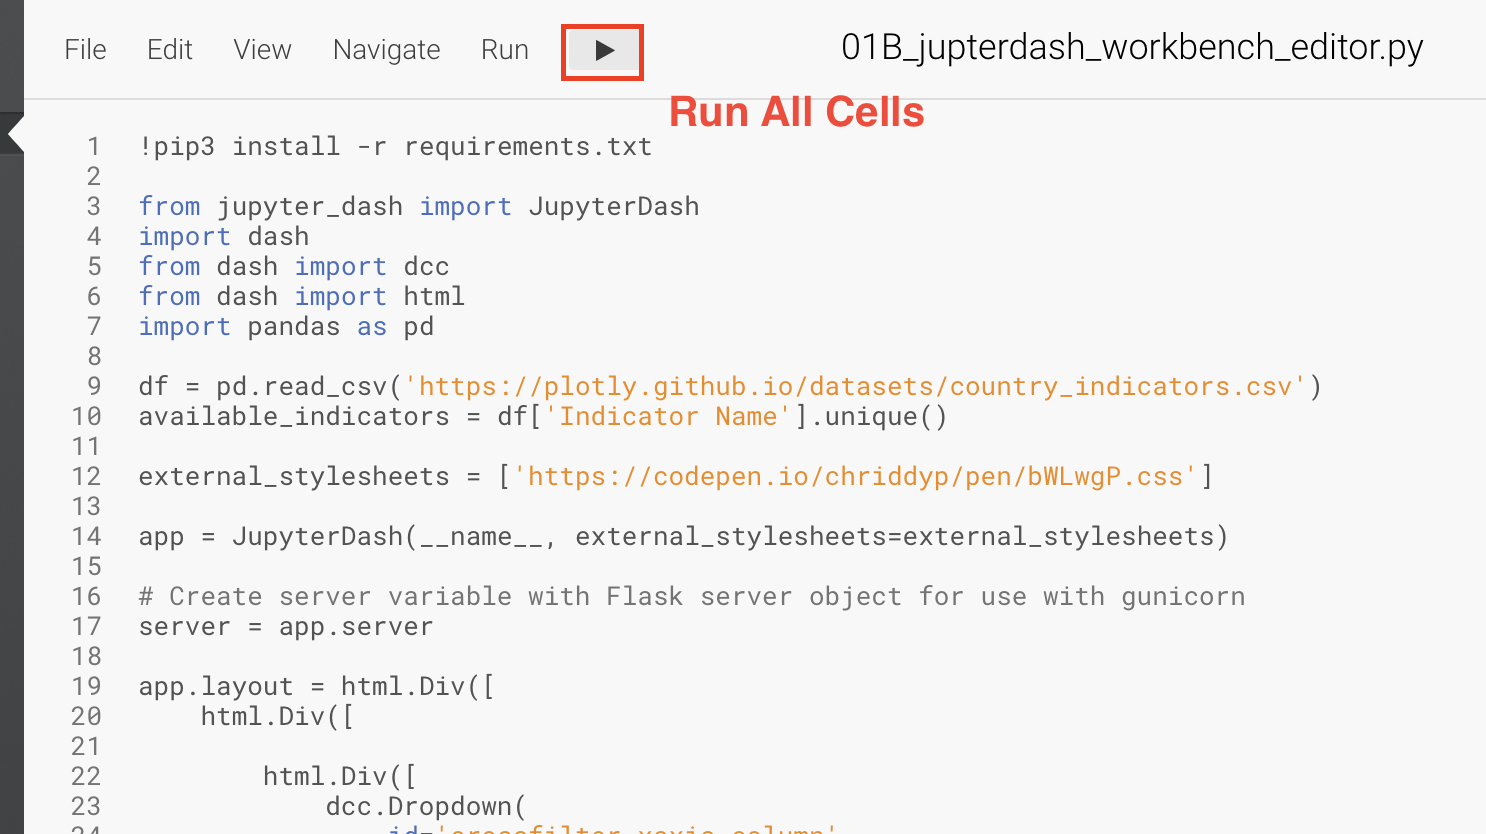 File Edit View Navigate Run 01B_jupterdash_workbench_editor.py
Run All Cells
1 !pip3 install -r requirements.txt
2
3 from jupyter_dash import JupyterDash
4 import dash
5 from dash import dcc
6 from dash import html
7 import pandas as pd
8
9 df = pd.read_csv('https://plotly.github.io/datasets/country_indicators.csv')
10 available_indicators = df['Indicator Name'].unique()
11
12 external_stylesheets = ['https://codepen.io/chriddyp/pen/bWLwgP.css']
13
14 app = JupyterDash(__name__, external_stylesheets=external_stylesheets)
15
16 # Create server variable with Flask server object for use with gunicorn
17 server = app.server
18
19 app.layout = html.Div([
20     html.Div([
21
22         html.Div([
23             dcc.Dropdown(
24                 id='crossfilter-xaxis-column'